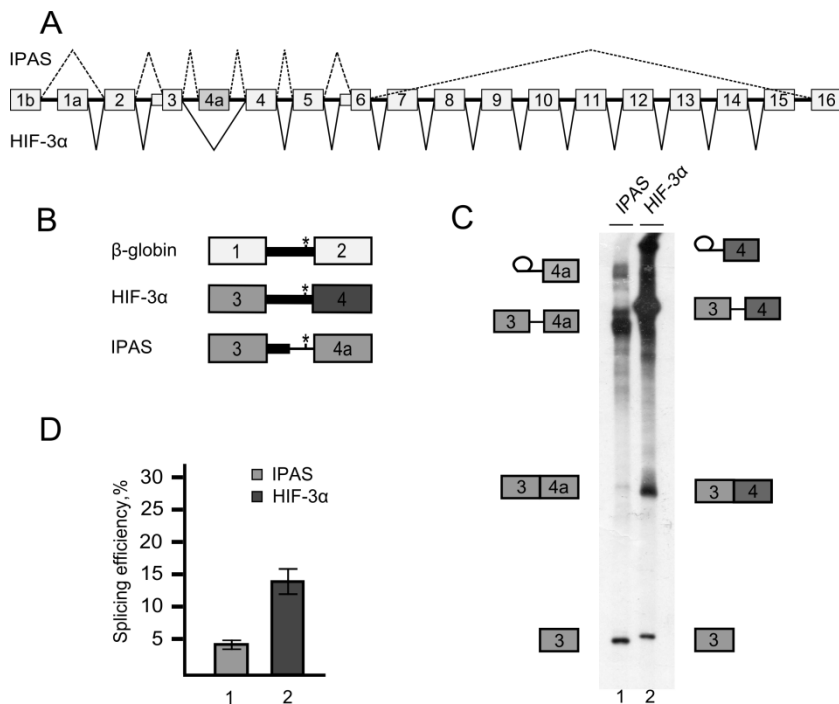 A
IPAS
1b 1a 2 3 4a 4 5 6 7 8 9 10 11 12 13 14 15 16
HIF-3α
B
β-globin 1 * 2
HIF-3α 3 * 4
IPAS 3 * 4a
C
IPAS HIF-3α
4a 4
3 4a 3 4
3 4a 3 4
3 3
1 2
D
Splicing efficiency,%
30
25
20
15
10
5
IPAS
HIF-3α
1 2